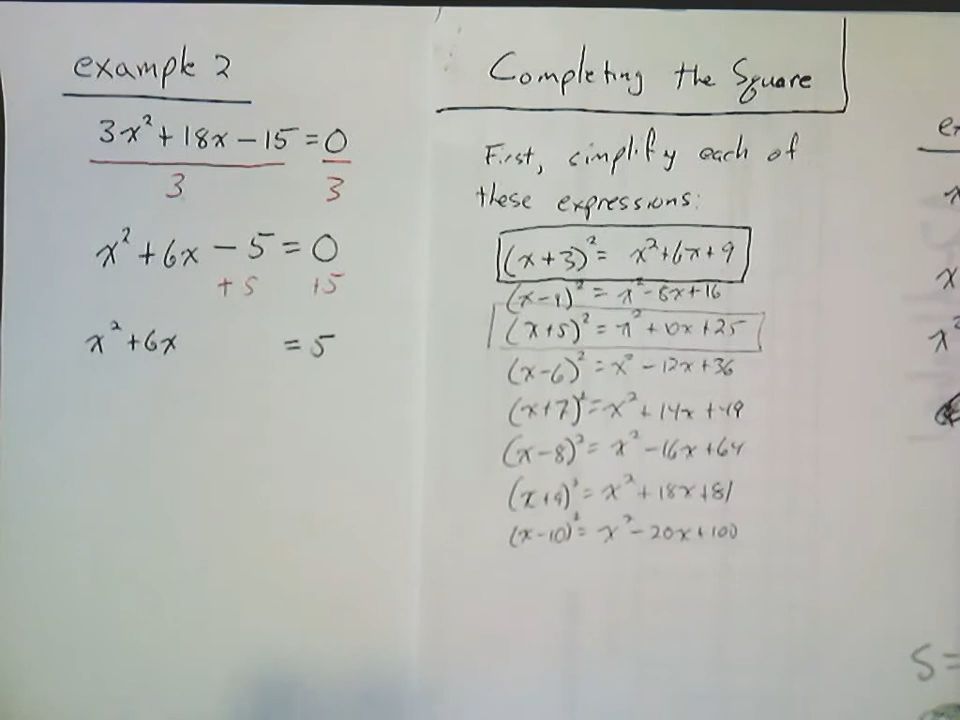 example 2
3x² + 18x - 15 = 0
3 3
x² + 6x - 5 = 0
+5 +5
x² + 6x = 5
Completing the Square
First, simplify each of
these expressions:
(x+3)² = x²+6x+9
(x-4)² = x²-8x+16
(x+5)² = x²+10x+25
(x-6)² = x²-12x+36
(x+7)² = x²+14x+49
(x-8)² = x²-16x+64
(x+9)² = x²+18x+81
(x-10)² = x²-20x+100
x
x
x²
S=